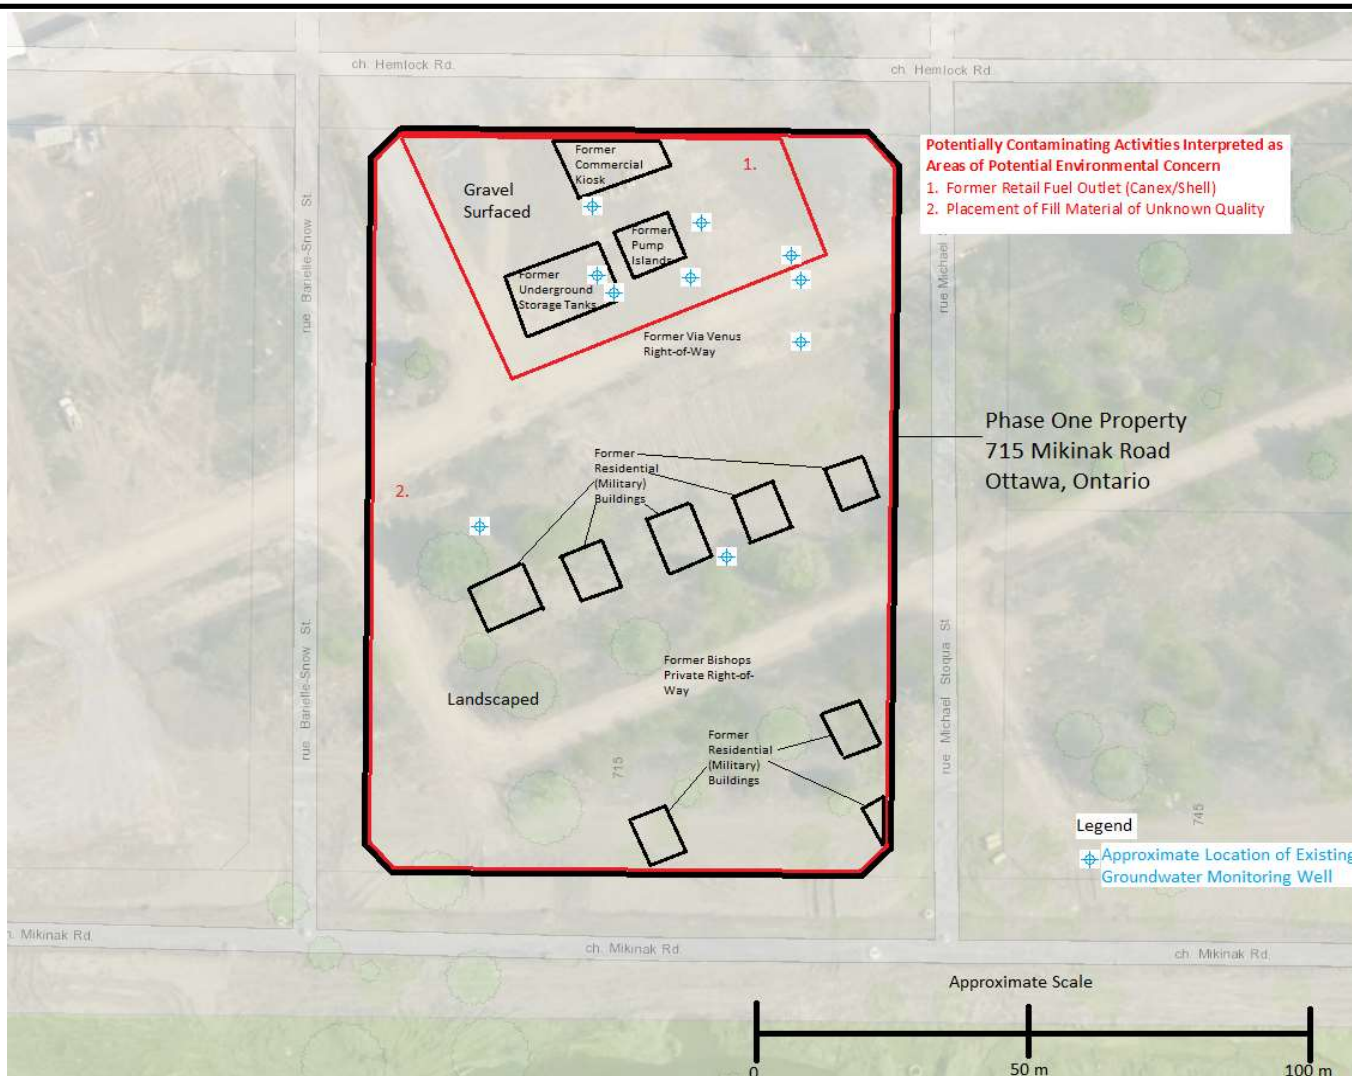 ch. Hemlock Rd.
ch. Hemlock Rd.
Potentially Contaminating Activities Interpreted as
Areas of Potential Environmental Concern
1. Former Retail Fuel Outlet (Canex/Shell)
2. Placement of Fill Material of Unknown Quality
rue Barielle-Snow St.
rue Michael
Gravel
Surfaced
Former
Commercial
Kiosk
1.
Former
Pump
Islands
Former
Underground
Storage Tanks
Former Via Venus
Right-of-Way
Phase One Property
715 Mikinak Road
Ottawa, Ontario
Former
Residential
(Military)
Buildings
2.
rue Barielle-Snow St.
rue Michael Stoqua St
Former Bishops
Private Right-of-
Way
Landscaped
Former
Residential
(Military)
Buildings
715
745
Legend
Approximate Location of Existing
Groundwater Monitoring Well
Mikinak Rd.
ch. Mikinak Rd.
ch. Mikinak Rd.
Approximate Scale
0
50 m
100 m